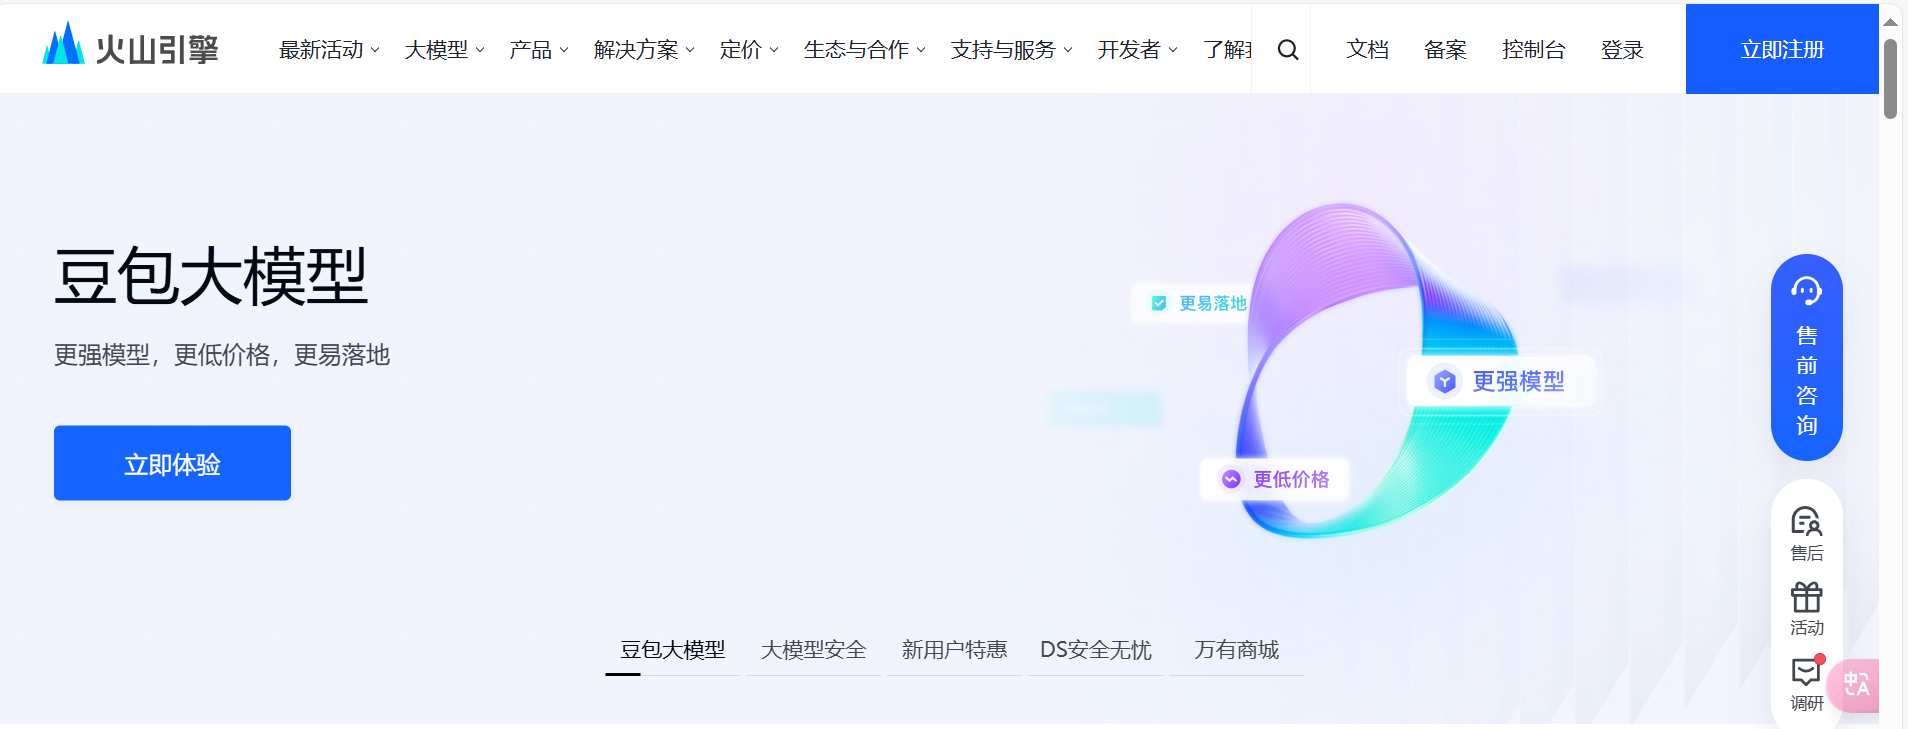 火山引擎
最新活动 大模型 产品 解决方案 定价 生态与合作 支持与服务 开发者 了解 文档 备案 控制台 登录 立即注册
豆包大模型
更强模型，更低价格，更易落地
立即体验
更易落地
更强模型
更低价格
售前咨询
售后
活动
调研
中A
豆包大模型 大模型安全 新用户特惠 DS安全无忧 万有商城